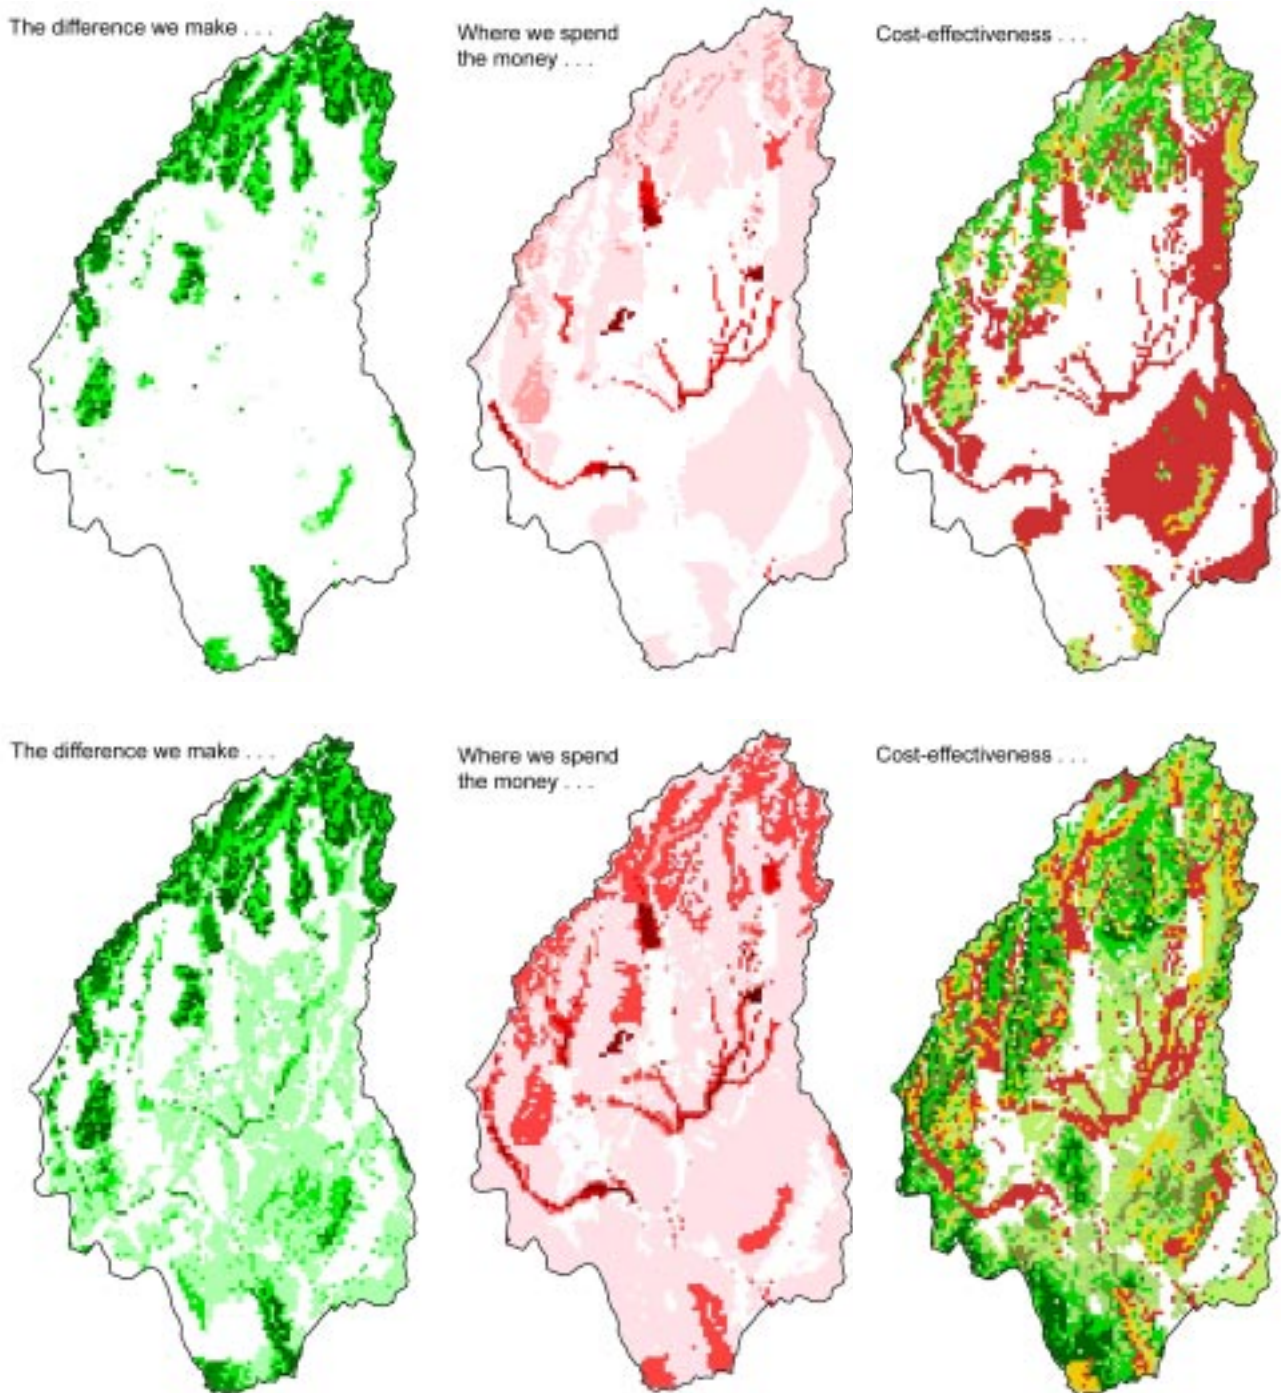 The difference we make . . .
Where we spend
the money . . .
Cost-effectiveness . . .
The difference we make . . .
Where we spend
the money . . .
Cost-effectiveness . . .